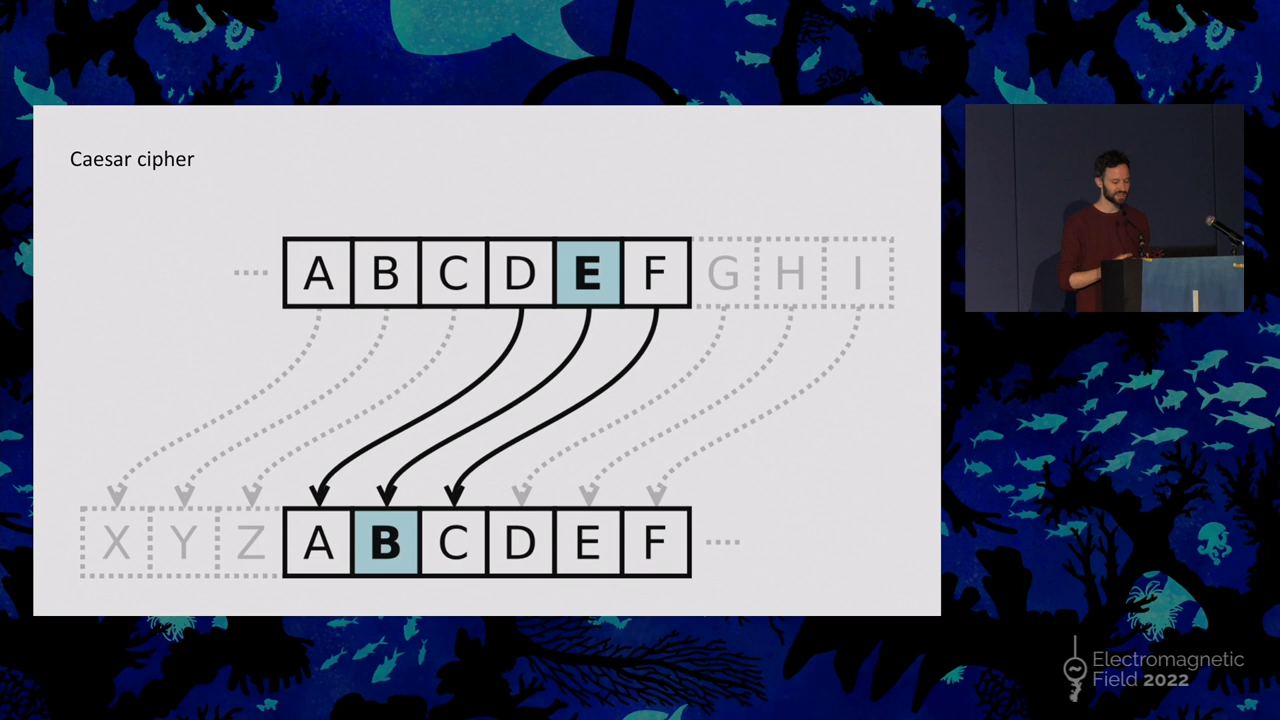 Caesar cipher
A B C D E F G H I
X Y Z A B C D E F
Electromagnetic
Field 2022